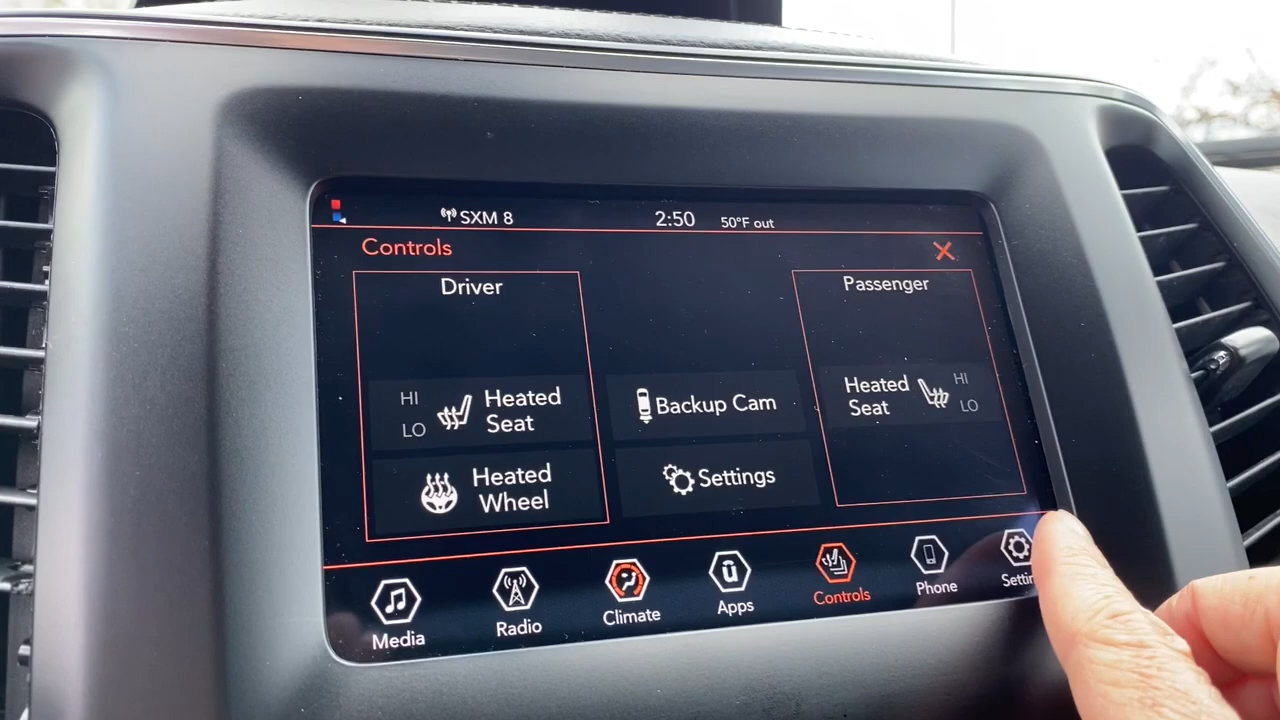 SXM 8 2:50 50°F out
Controls
Driver
HI
LO
Heated
Seat
Heated
Wheel
Backup Cam
Settings
Passenger
Heated
Seat
HI
LO
Media
Radio
Climate
Apps
Controls
Phone
Settin